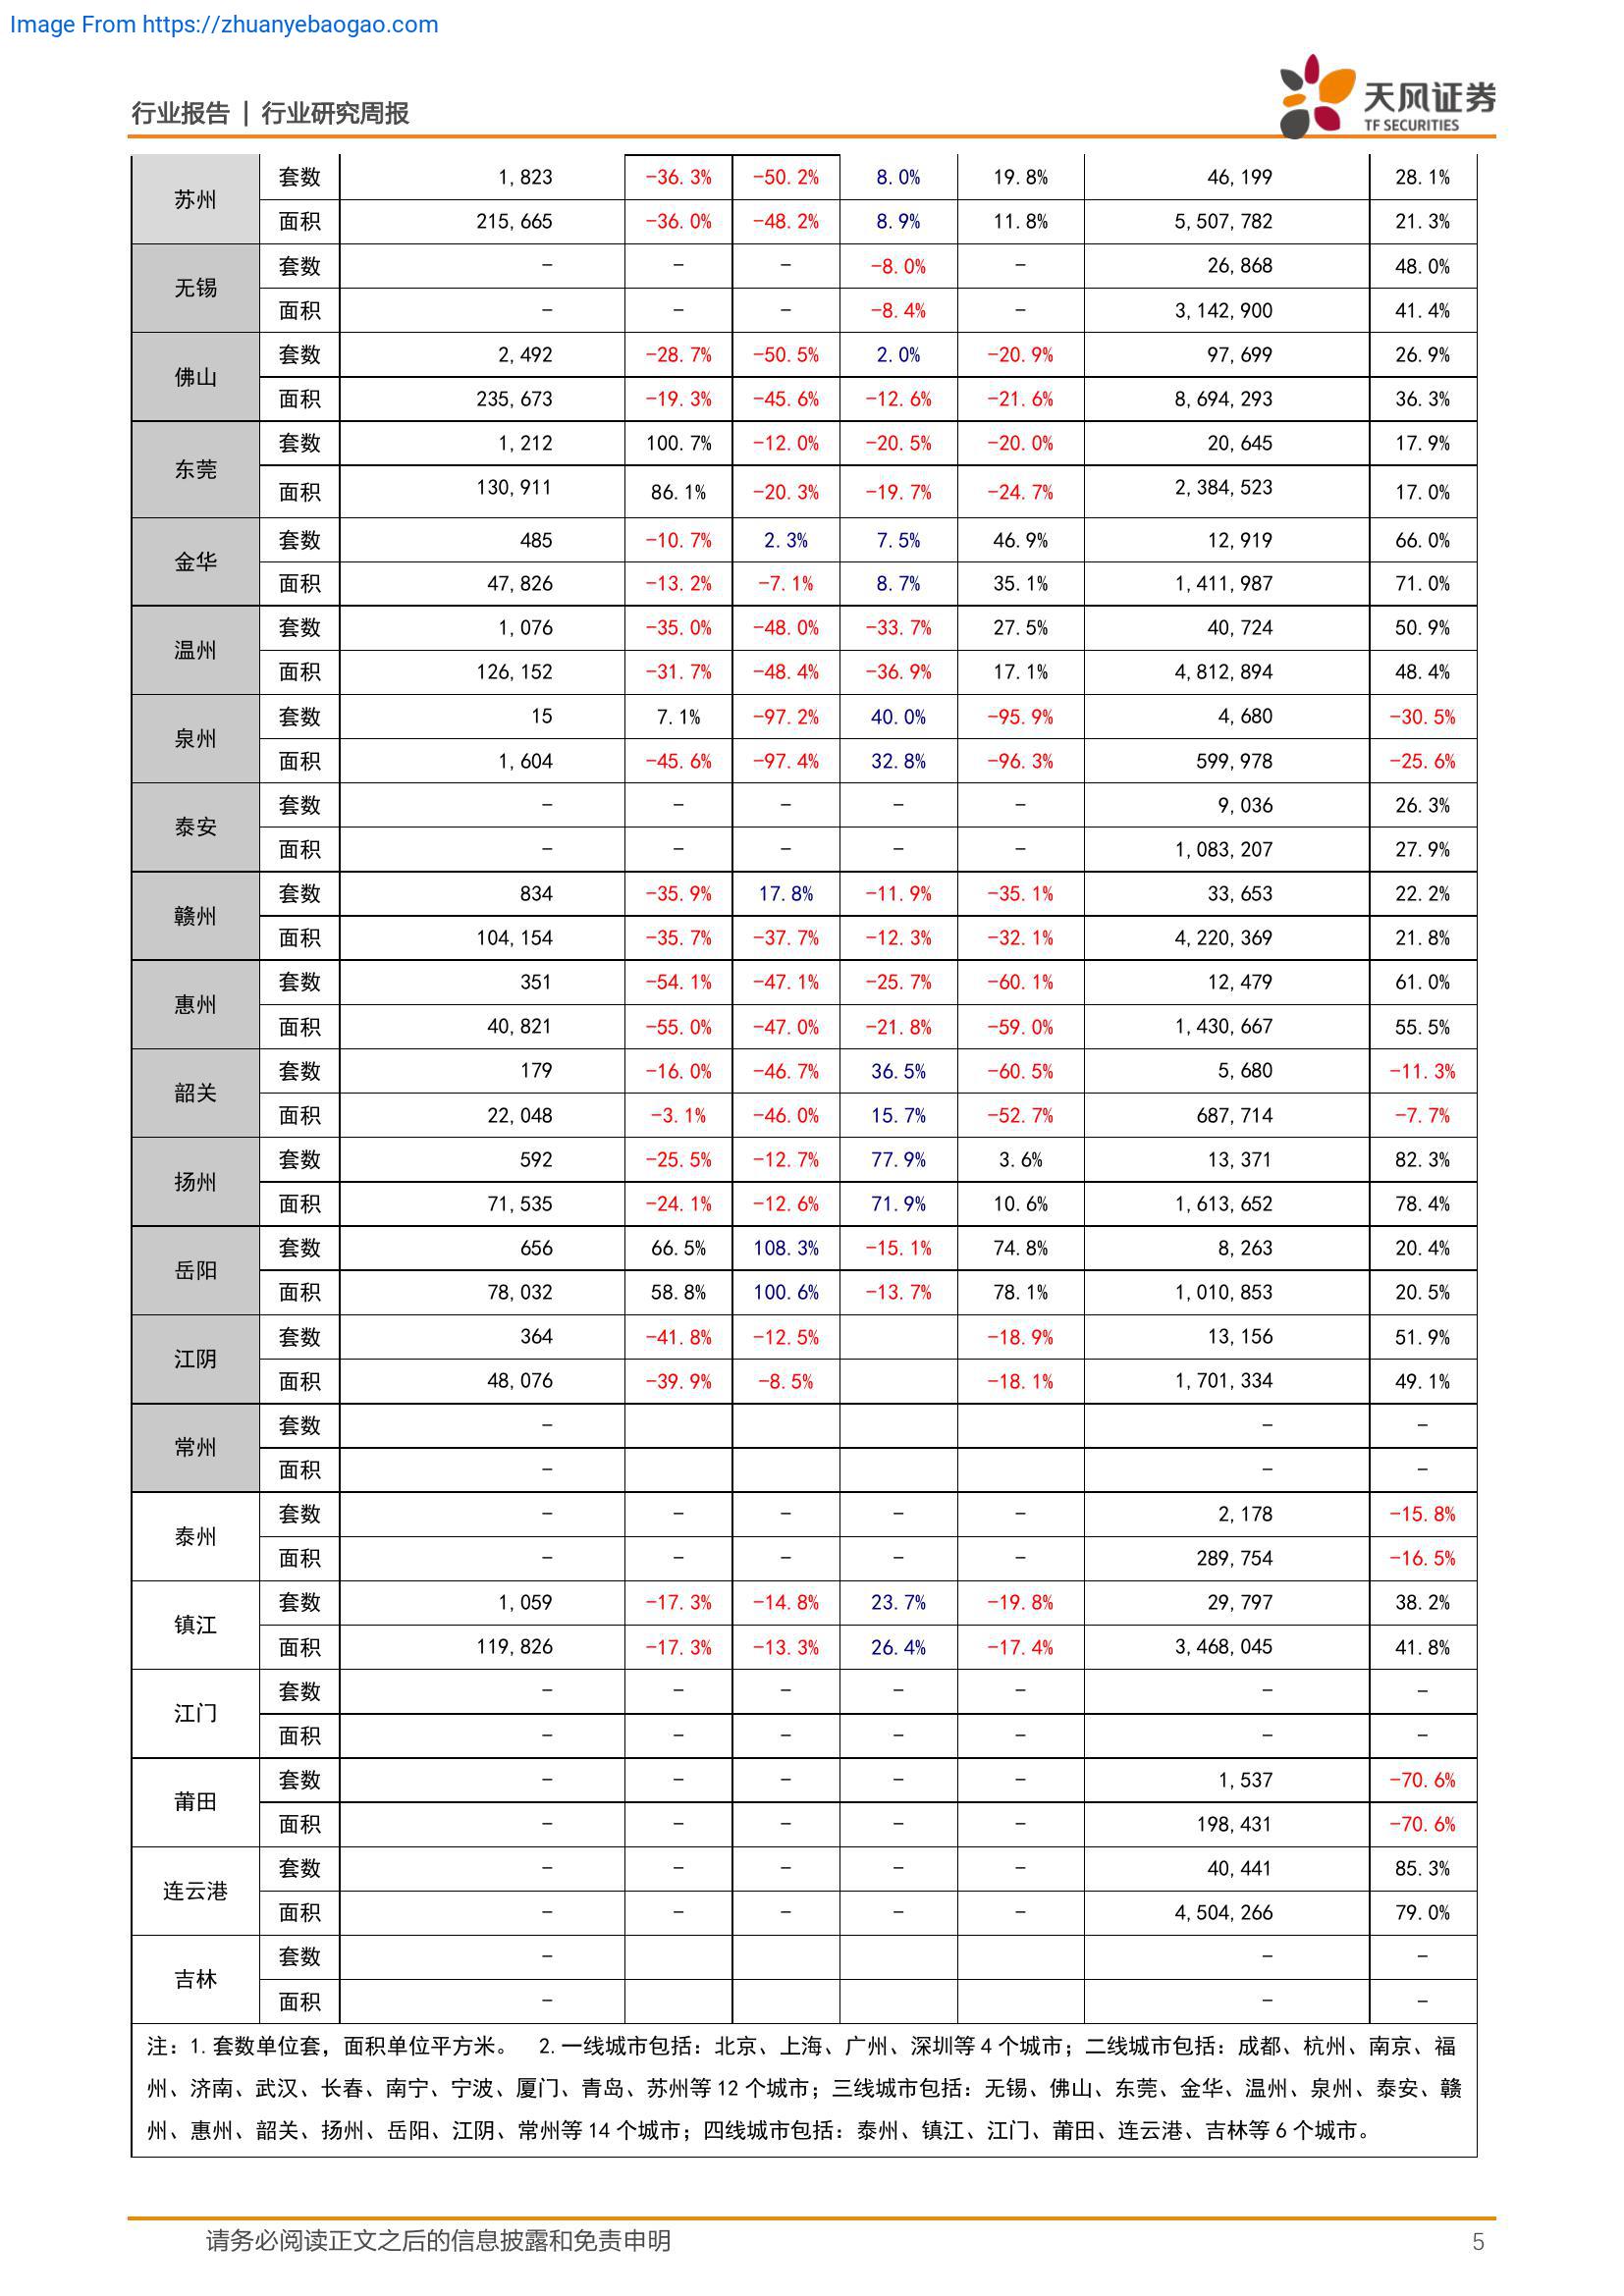 Image From https://zhuanyebaogao.com
行业报告 | 行业研究周报
天风证券
TF SECURITIES
苏州 套数 1,823 -36.3% -50.2% 8.0% 19.8% 46,199 28.1%
面积 215,665 -36.0% -48.2% 8.9% 11.8% 5,507,782 21.3%
无锡 套数 - - - -8.0% - 26,868 48.0%
面积 - - - -8.4% - 3,142,900 41.4%
佛山 套数 2,492 -28.7% -50.5% 2.0% -20.9% 97,699 26.9%
面积 235,673 -19.3% -45.6% -12.6% -21.6% 8,694,293 36.3%
东莞 套数 1,212 100.7% -12.0% -20.5% -20.0% 20,645 17.9%
面积 130,911 86.1% -20.3% -19.7% -24.7% 2,384,523 17.0%
金华 套数 485 -10.7% 2.3% 7.5% 46.9% 12,919 66.0%
面积 47,826 -13.2% -7.1% 8.7% 35.1% 1,411,987 71.0%
温州 套数 1,076 -35.0% -48.0% -33.7% 27.5% 40,724 50.9%
面积 126,152 -31.7% -48.4% -36.9% 17.1% 4,812,894 48.4%
泉州 套数 15 7.1% -97.2% 40.0% -95.9% 4,680 -30.5%
面积 1,604 -45.6% -97.4% 32.8% -96.3% 599,978 -25.6%
泰安 套数 - - - - - 9,036 26.3%
面积 - - - - - 1,083,207 27.9%
赣州 套数 834 -35.9% 17.8% -11.9% -35.1% 33,653 22.2%
面积 104,154 -35.7% -37.7% -12.3% -32.1% 4,220,369 21.8%
惠州 套数 351 -54.1% -47.1% -25.7% -60.1% 12,479 61.0%
面积 40,821 -55.0% -47.0% -21.8% -59.0% 1,430,667 55.5%
韶关 套数 179 -16.0% -46.7% 36.5% -60.5% 5,680 -11.3%
面积 22,048 -3.1% -46.0% 15.7% -52.7% 687,714 -7.7%
扬州 套数 592 -25.5% -12.7% 77.9% 3.6% 13,371 82.3%
面积 71,535 -24.1% -12.6% 71.9% 10.6% 1,613,652 78.4%
岳阳 套数 656 66.5% 108.3% -15.1% 74.8% 8,263 20.4%
面积 78,032 58.8% 100.6% -13.7% 78.1% 1,010,853 20.5%
江阴 套数 364 -41.8% -12.5% -18.9% 13,156 51.9%
面积 48,076 -39.9% -8.5% -18.1% 1,701,334 49.1%
常州 套数 - - -
面积 - - -
泰州 套数 - - - - - 2,178 -15.8%
面积 - - - - - 289,754 -16.5%
镇江 套数 1,059 -17.3% -14.8% 23.7% -19.8% 29,797 38.2%
面积 119,826 -17.3% -13.3% 26.4% -17.4% 3,468,045 41.8%
江门 套数 - - - - - - -
面积 - - - - - - -
莆田 套数 - - - - - 1,537 -70.6%
面积 - - - - - 198,431 -70.6%
连云港 套数 - - - - - 40,441 85.3%
面积 - - - - - 4,504,266 79.0%
吉林 套数 - - -
面积 - - -
注：1.套数单位套，面积单位平方米。 2.一线城市包括：北京、上海、广州、深圳等 4 个城市；二线城市包括：成都、杭州、南京、福
州、济南、武汉、长春、南宁、宁波、厦门、青岛、苏州等 12 个城市；三线城市包括：无锡、佛山、东莞、金华、温州、泉州、泰安、赣
州、惠州、韶关、扬州、岳阳、江阴、常州等 14 个城市；四线城市包括：泰州、镇江、江门、莆田、连云港、吉林等 6 个城市。
请务必阅读正文之后的信息披露和免责申明 5